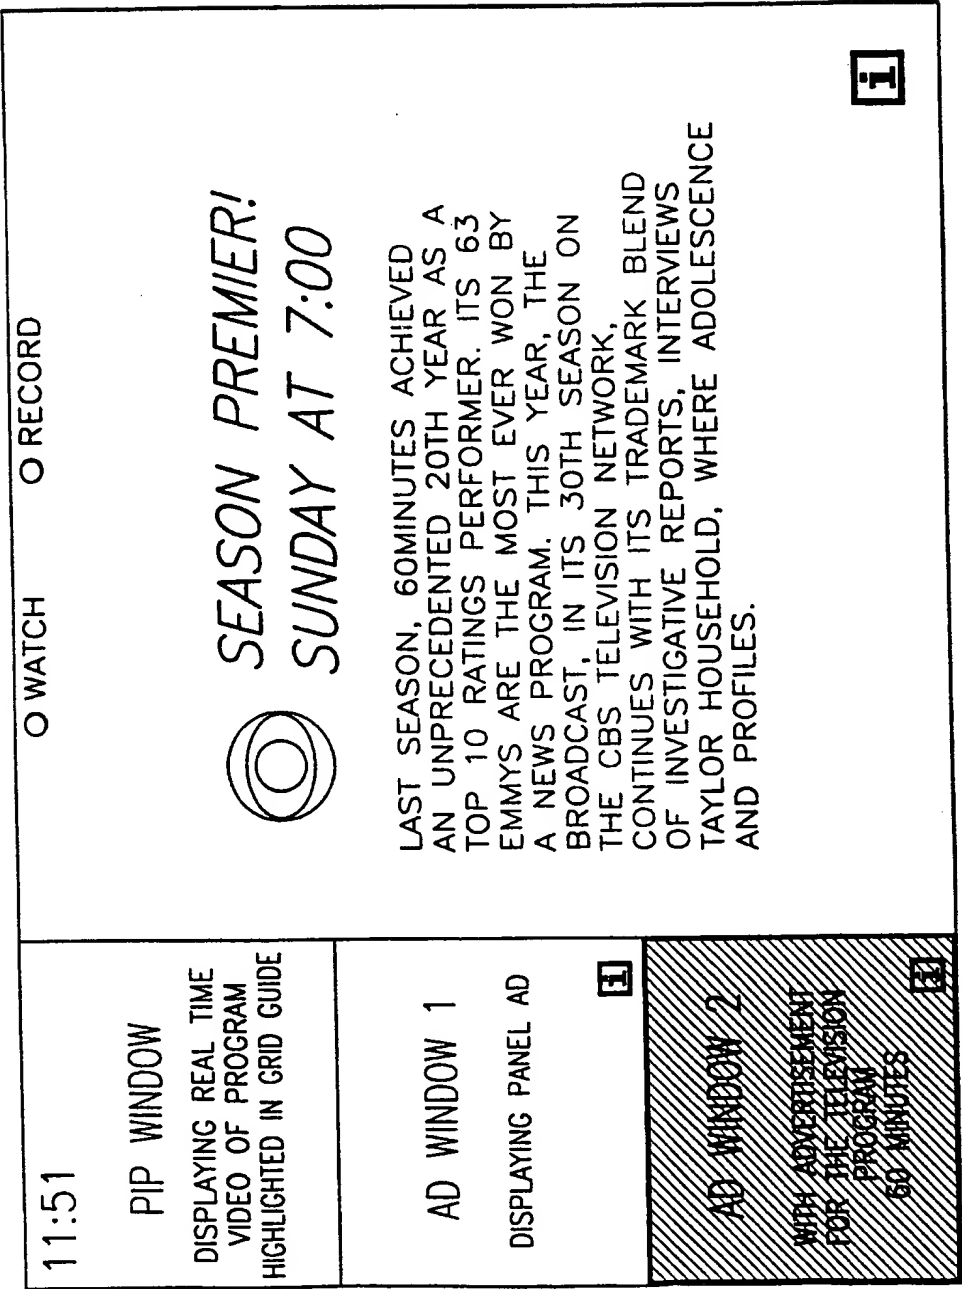 11:51
PIP WINDOW
DISPLAYING REAL TIME
VIDEO OF PROGRAM
HIGHLIGHTED IN GRID GUIDE
AD WINDOW 1
DISPLAYING PANEL AD
i
AD WINDOW 2
WITH ADVERTISEMENT
FOR THE TELEVISION
PROGRAM
60 MINUTES
i
O WATCH O RECORD
SEASON PREMIER!
SUNDAY AT 7:00
LAST SEASON, 60MINUTES ACHIEVED
AN UNPRECEDENTED 20TH YEAR AS A
TOP 10 RATINGS PERFORMER. ITS 63
EMMYS ARE THE MOST EVER WON BY
A NEWS PROGRAM. THIS YEAR, THE
BROADCAST, IN ITS 30TH SEASON ON
THE CBS TELEVISION NETWORK,
CONTINUES WITH ITS TRADEMARK BLEND
OF INVESTIGATIVE REPORTS, INTERVIEWS
TAYLOR HOUSEHOLD, WHERE ADOLESCENCE
AND PROFILES.
i